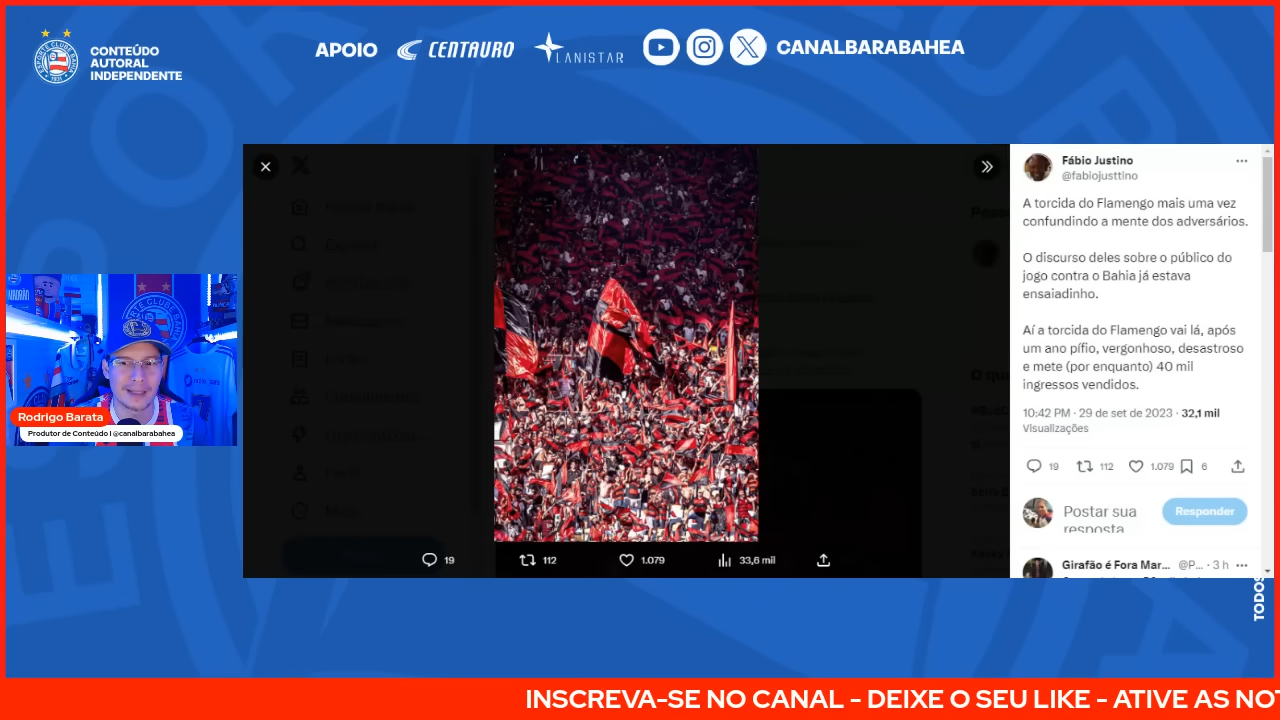 CONTEÚDO
AUTORAL
INDEPENDENTE
APOIO
CENTAURO
LANISTAR
CANALBARABAHEA
Rodrigo Barata
Produtor de Conteúdo | @canalbarabahea
19
112
1.079
33,6 mil
Fábio Justino
@fabiojusttino
A torcida do Flamengo mais uma vez
confundindo a mente dos adversários.
O discurso deles sobre o público do
jogo contra o Bahia já estava
ensaiadinho.
Aí a torcida do Flamengo vai lá, após
um ano pífio, vergonhoso, desastroso
e mete (por enquanto) 40 mil
ingressos vendidos.
10:42 PM · 29 de set de 2023 · 32,1 mil
Visualizações
19
112
1.079
6
Postar sua
resposta
Responder
Girafão é Fora Mar... @P... · 3 h
TODOS
INSCREVA-SE NO CANAL - DEIXE O SEU LIKE - ATIVE AS NOT